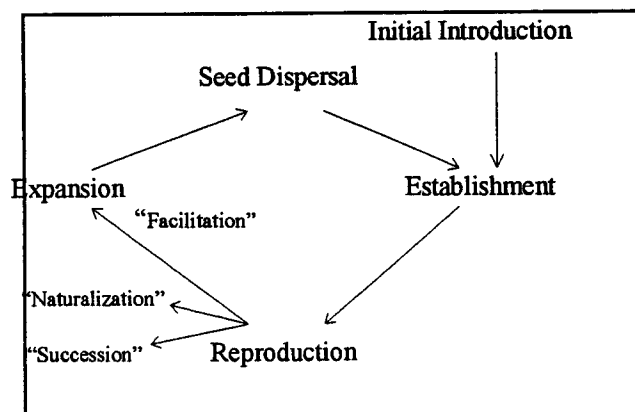 Initial Introduction
Seed Dispersal
Expansion
Establishment
“Facilitation”
“Naturalization”
“Succession”
Reproduction